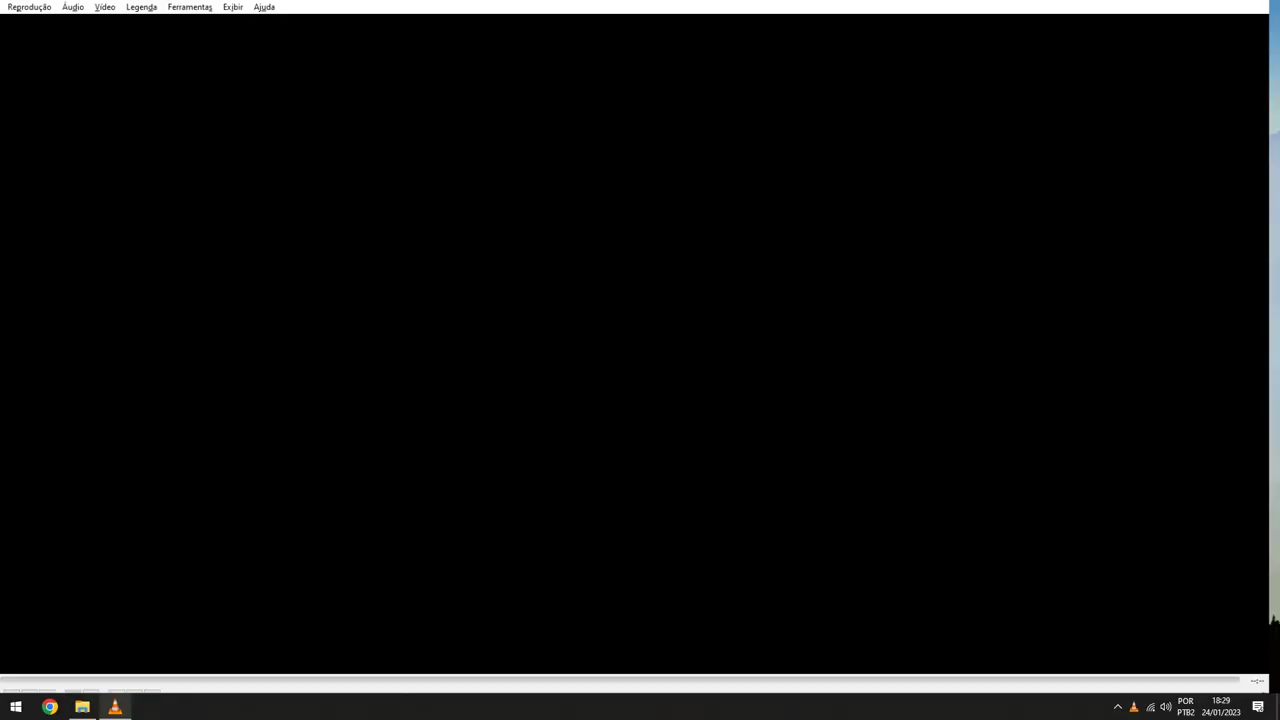 Reprodução Áudio Vídeo Legenda Ferramentas Exibir Ajuda
--:--
POR 18:29
PTB2 24/01/2023